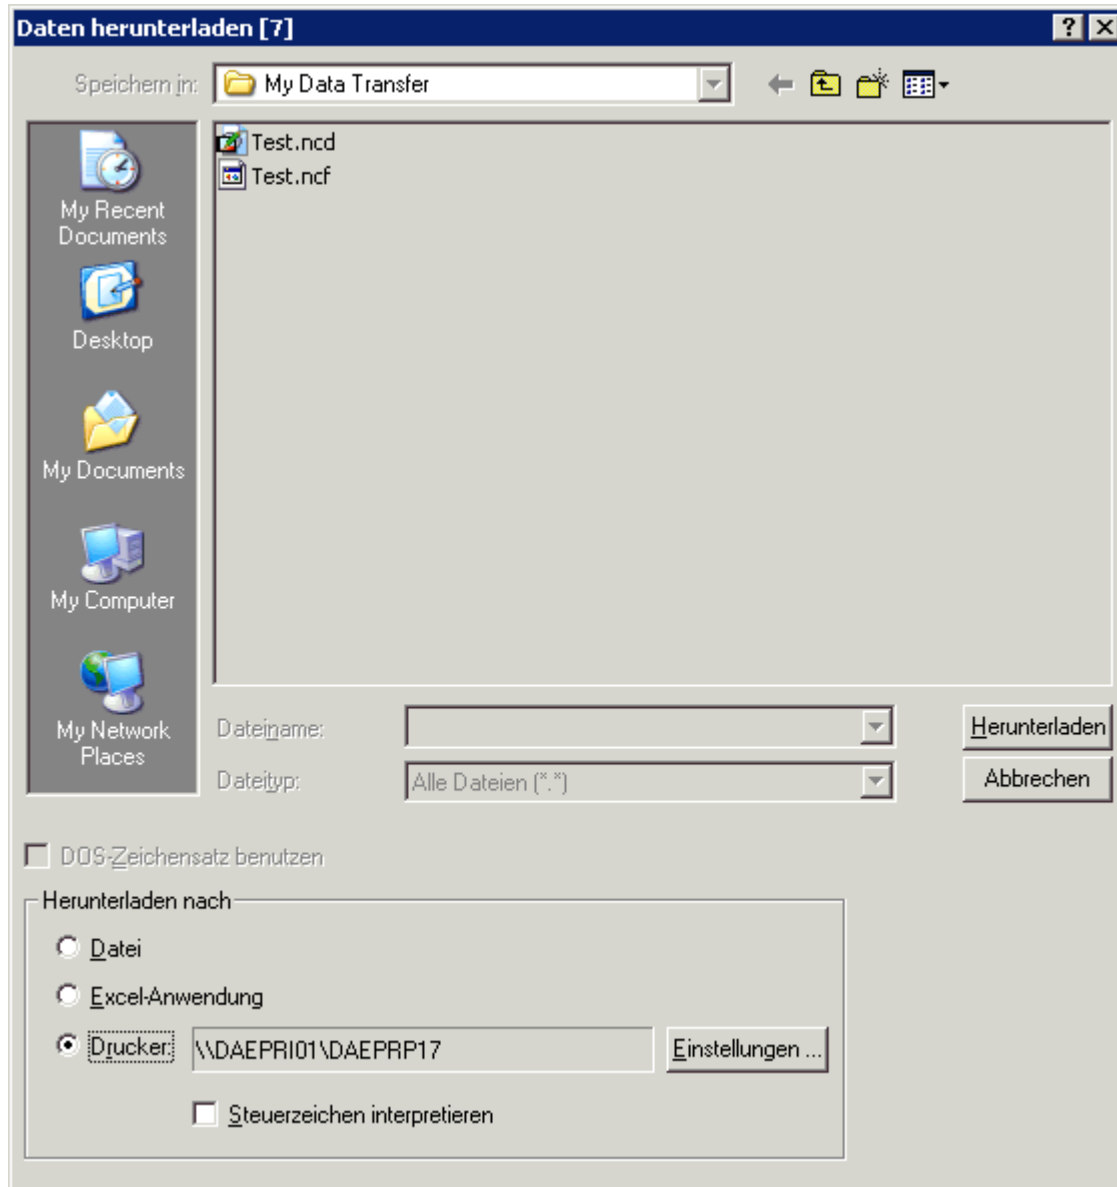 Daten herunterladen [7]
Speichern in: My Data Transfer
My Recent
Documents
Desktop
My Documents
My Computer
My Network
Places
Test.ncd
Test.ncf
Dateiname:
Herunterladen
Dateityp: Alle Dateien (*.*)
Abbrechen
DOS-Zeichensatz benutzen
Herunterladen nach
Datei
Excel-Anwendung
Drucker: \\DAEPRI01\DAEPRP17 Einstellungen ...
Steuerzeichen interpretieren